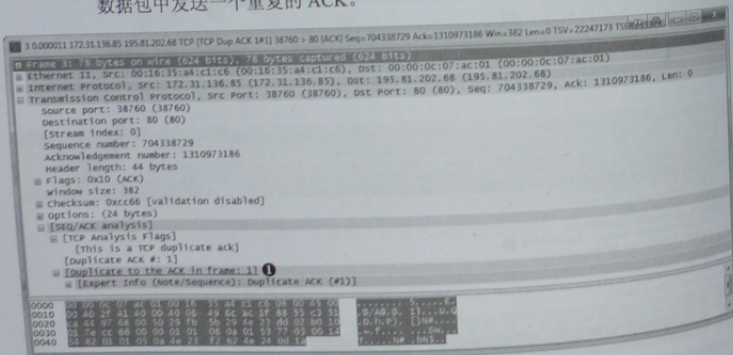 数据包中发送一个重复的 ACK。
3 0.000011 172.31.136.85 195.81.202.68 TCP [TCP Dup ACK 1#1] 38760 > 80 [ACK] Seq=704338729 Ack=1310973186 Win=382 Len=0 TSV=22247173
Frame 3: 78 bytes on wire (624 bits), 78 bytes captured (624 bits)
Ethernet II, Src: 00:16:35:a4:c1:c6 (00:16:35:a4:c1:c6), Dst: 00:00:0c:07:ac:01 (00:00:0c:07:ac:01)
Internet Protocol, Src: 172.31.136.85 (172.31.136.85), Dst: 195.81.202.68 (195.81.202.68)
Transmission Control Protocol, Src Port: 38760 (38760), Dst Port: 80 (80), Seq: 704338729, Ack: 1310973186, Len: 0
Source port: 38760 (38760)
Destination port: 80 (80)
[Stream index: 0]
Sequence number: 704338729
Acknowledgement number: 1310973186
Header length: 44 bytes
Flags: 0x10 (ACK)
Window size: 382
Checksum: 0xcc66 [validation disabled]
Options: (24 bytes)
[SEQ/ACK analysis]
[TCP Analysis Flags]
[This is a TCP duplicate ack]
[Duplicate ACK #: 1]
[Duplicate to the ACK in frame: 1] ❶
[Expert Info (Note/Sequence): Duplicate ACK (#1)]
0000
0010
0020
0030
0040